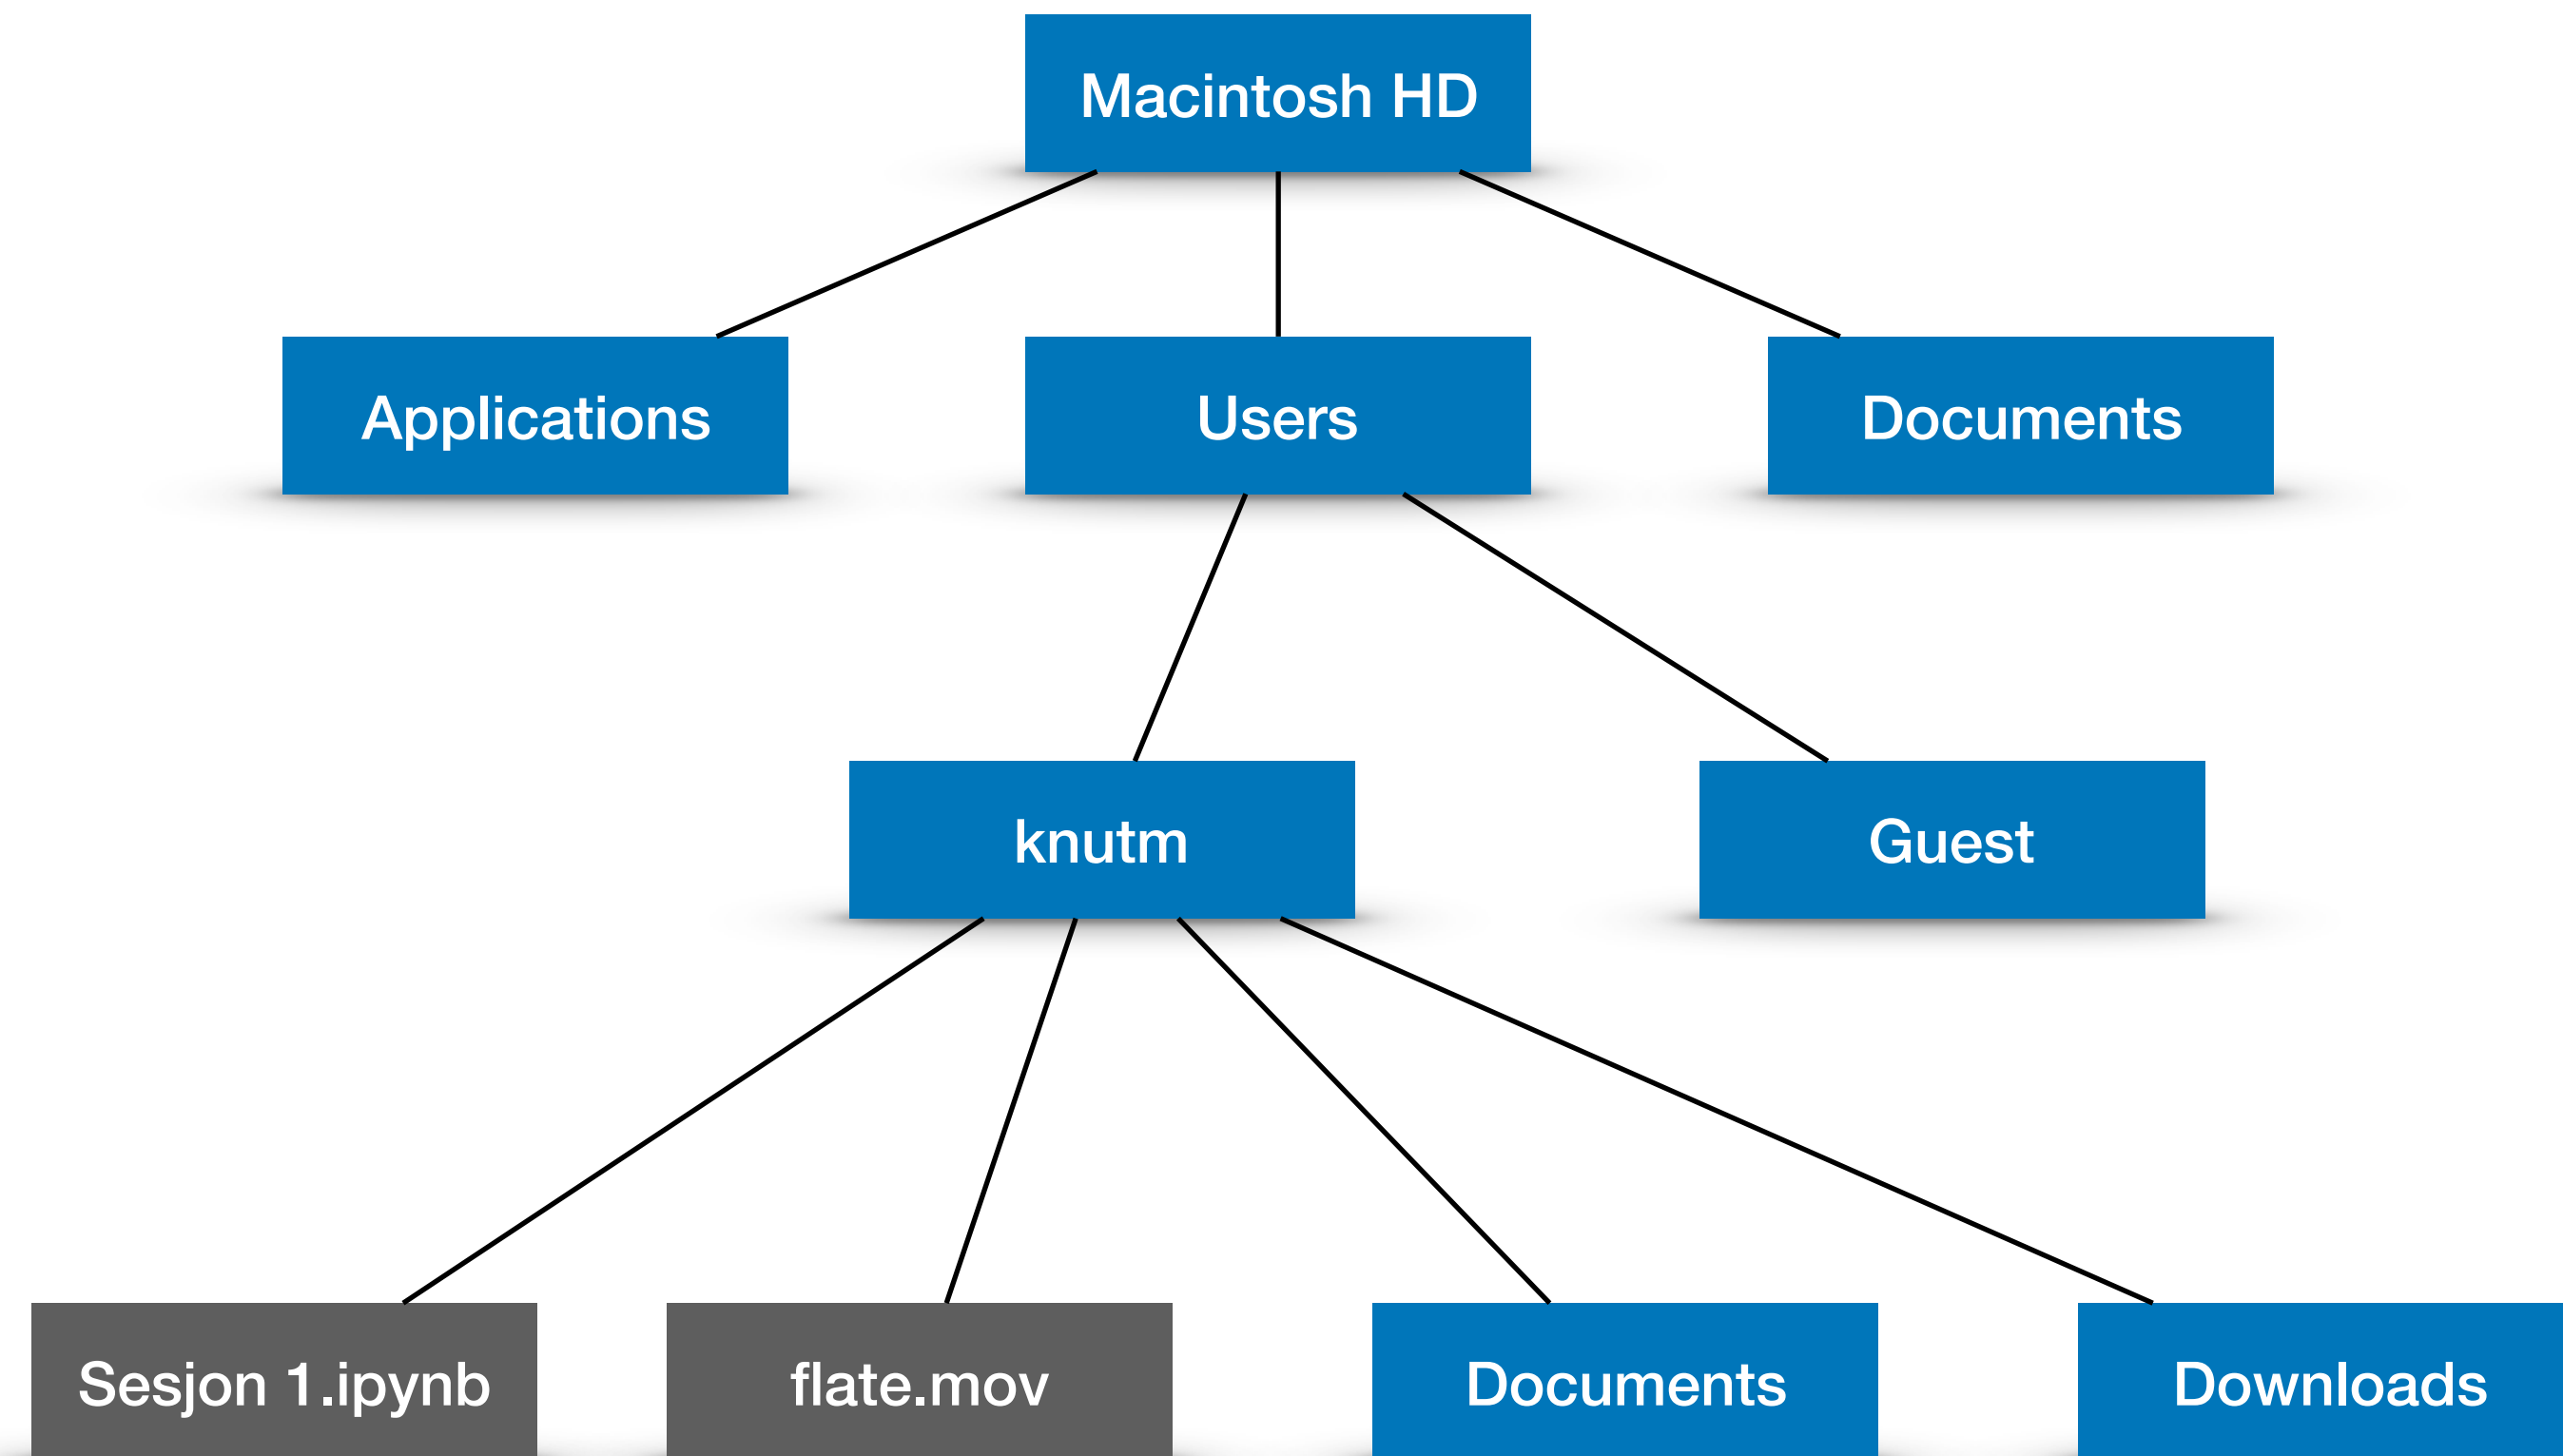 Macintosh HD
Applications
Users
Documents
knutm
Guest
Sesjon 1.ipynb
flate.mov
Documents
Downloads